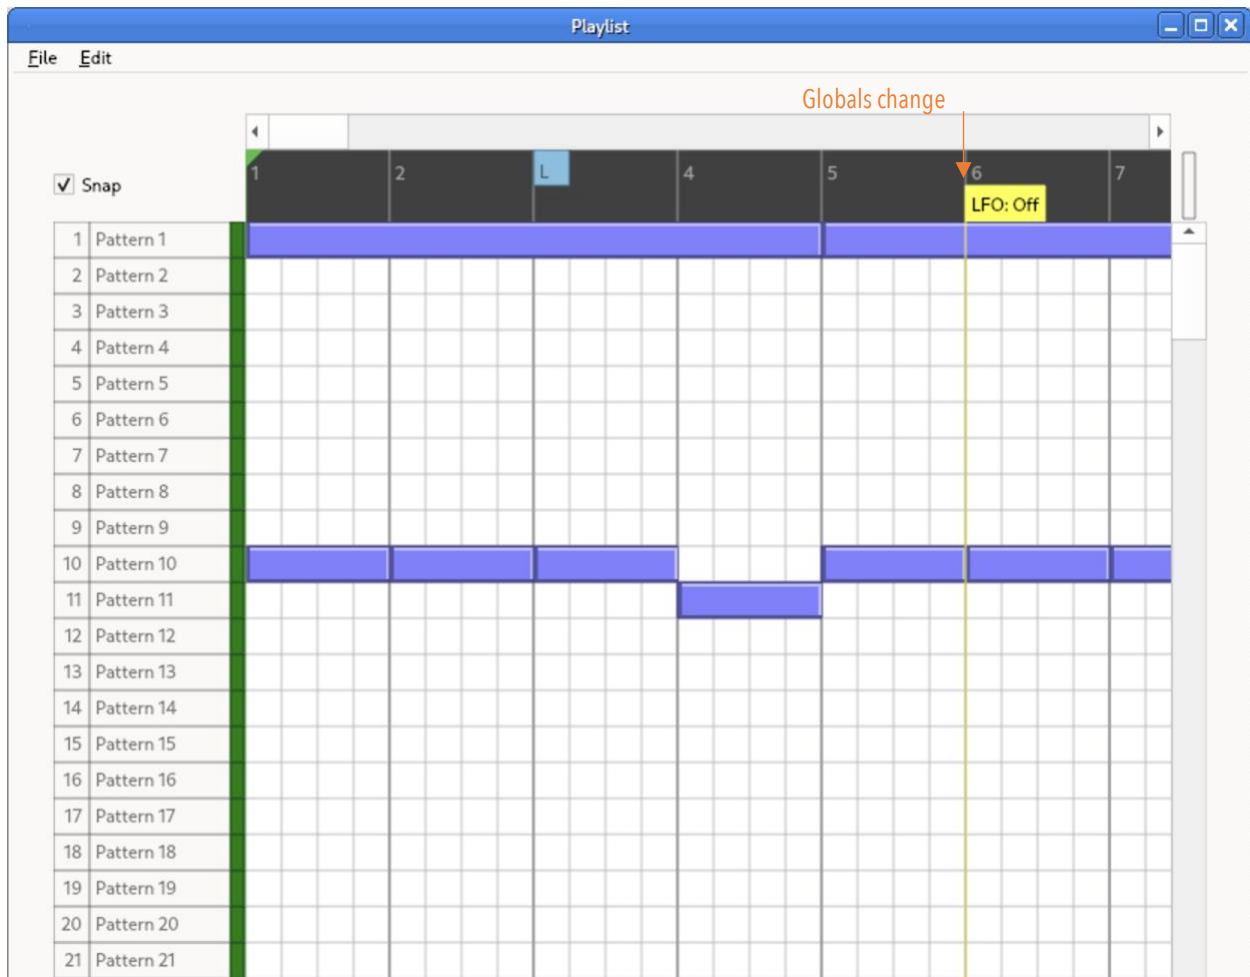 Playlist
File Edit
Globals change
Snap
1 2 L 4 5 6 7
LFO: Off
1 Pattern 1
2 Pattern 2
3 Pattern 3
4 Pattern 4
5 Pattern 5
6 Pattern 6
7 Pattern 7
8 Pattern 8
9 Pattern 9
10 Pattern 10
11 Pattern 11
12 Pattern 12
13 Pattern 13
14 Pattern 14
15 Pattern 15
16 Pattern 16
17 Pattern 17
18 Pattern 18
19 Pattern 19
20 Pattern 20
21 Pattern 21